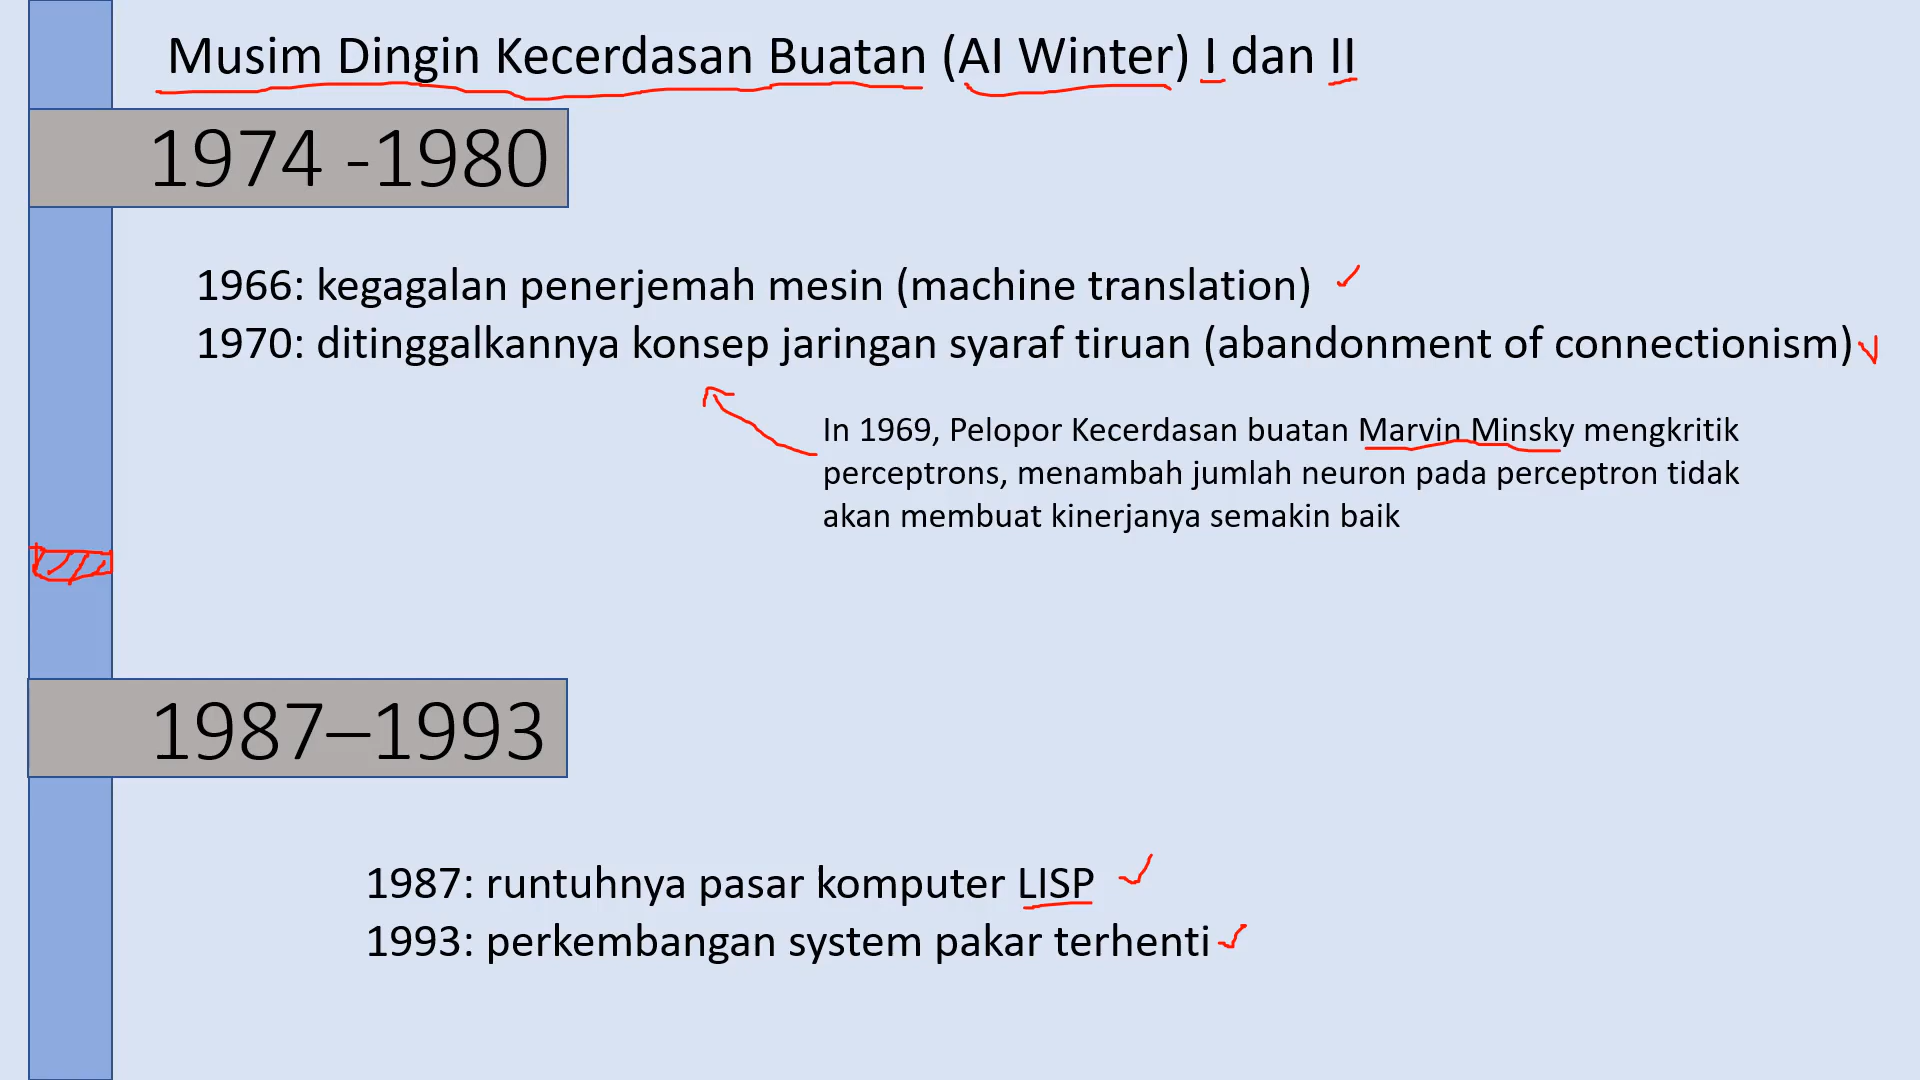 Musim Dingin Kecerdasan Buatan (AI Winter) I dan II
1974 -1980
1966: kegagalan penerjemah mesin (machine translation)
1970: ditinggalkannya konsep jaringan syaraf tiruan (abandonment of connectionism)
In 1969, Pelopor Kecerdasan buatan Marvin Minsky mengkritik
perceptrons, menambah jumlah neuron pada perceptron tidak
akan membuat kinerjanya semakin baik
1987–1993
1987: runtuhnya pasar komputer LISP
1993: perkembangan system pakar terhenti